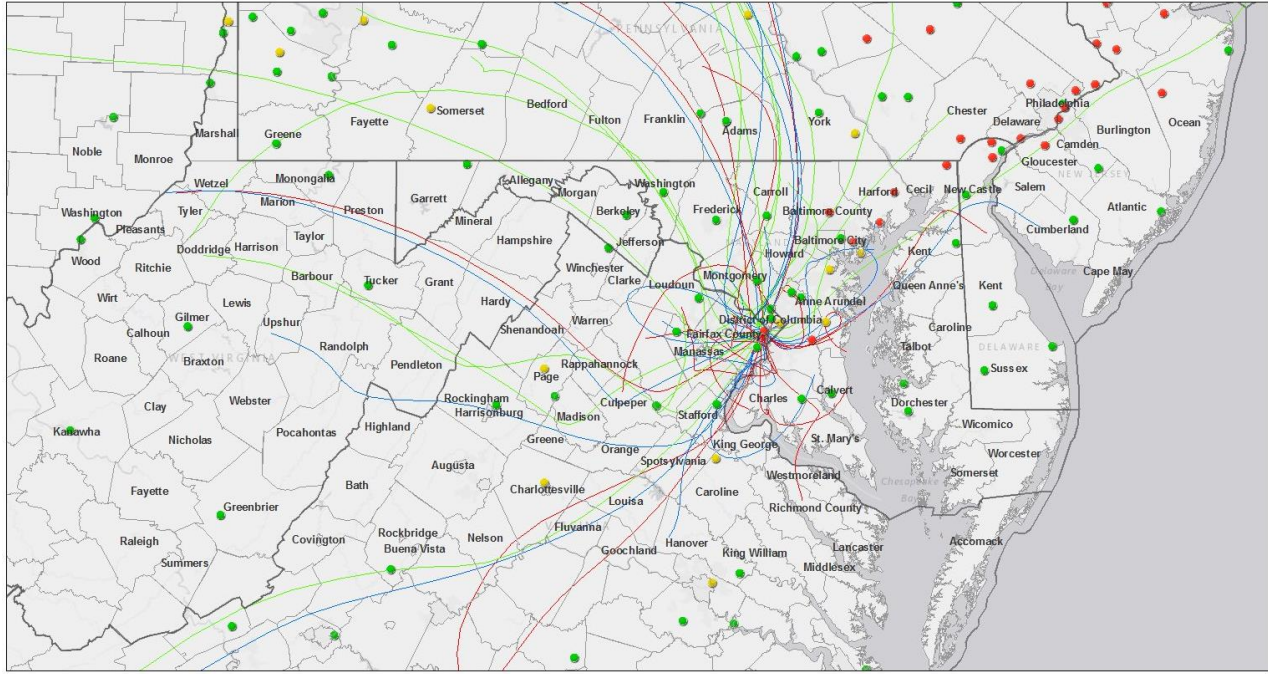 PENNSYLVANIA
Somerset
Bedford
Fulton
Franklin
Adams
York
Chester
Philadelphia
Delaware
Burlington
Ocean
Marshall
Greene
Fayette
Camden
Gloucester
Noble
Monroe
NEW JERSEY
Wetzel
Monongalia
Allegany
Morgan
Washington
Carroll
Harford
Cecil
New Castle
Salem
Marion
Preston
Garrett
Mineral
Berkeley
Frederick
Baltimore County
Atlantic
Washington
Tyler
Pleasants
Taylor
Cumberland
Doddridge
Harrison
Hampshire
Jefferson
Baltimore City
Howard
Kent
Wood
Ritchie
Barbour
Tucker
Grant
Winchester
Clarke
Loudoun
Montgomery
Delaware
Bay
Cape May
Wirt
Lewis
Hardy
Anne Arundel
Queen Anne's
Kent
Gilmer
Calhoun
Upshur
Shenandoah
Warren
District of Columbia
Fairfax County
Caroline
Roane
WEST VIRGINIA
Braxton
Randolph
Pendleton
Page
Rappahannock
Manassas
Talbot
DELAWARE
Sussex
Clay
Webster
Rockingham
Harrisonburg
Madison
Culpeper
Stafford
Charles
Calvert
Dorchester
Kanawha
Nicholas
Pocahontas
Highland
Greene
Orange
King George
St. Mary's
Wicomico
Augusta
Spotsylvania
Worcester
Fayette
Bath
Charlottesville
Louisa
Caroline
Westmoreland
Somerset
Chesapeake
Bay
Greenbrier
Richmond County
Raleigh
Covington
Rockbridge
Buena Vista
Nelson
Fluvanna
Goochland
Hanover
King William
Lancaster
Accomack
Summers
Middlesex